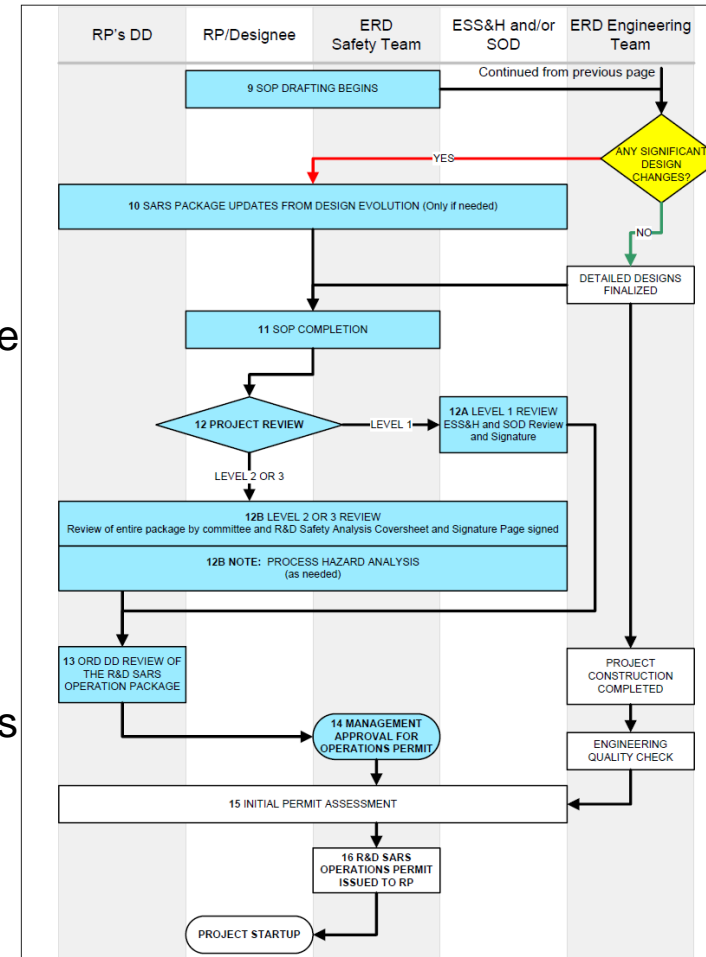 RP's DD
RP/Designee
ERD
Safety Team
ESS&H and/or
SOD
ERD Engineering
Team
Continued from previous page
9 SOP DRAFTING BEGINS
ANY SIGNIFICANT
DESIGN
CHANGES?
YES
10 SARS PACKAGE UPDATES FROM DESIGN EVOLUTION (Only if needed)
NO
DETAILED DESIGNS
FINALIZED
e
11 SOP COMPLETION
12 PROJECT REVIEW
LEVEL 1
12A LEVEL 1 REVIEW
ESS&H and SOD Review
and Signature
LEVEL 2 OR 3
12B LEVEL 2 OR 3 REVIEW
Review of entire package by committee and R&D Safety Analysis Coversheet and Signature Page signed
12B NOTE: PROCESS HAZARD ANALYSIS
(as needed)
13 ORD DD REVIEW OF
THE R&D SARS
OPERATION PACKAGE
PROJECT
CONSTRUCTION
COMPLETED
s
14 MANAGEMENT
APPROVAL FOR
OPERATIONS PERMIT
ENGINEERING
QUALITY CHECK
15 INITIAL PERMIT ASSESSMENT
16 R&D SARS
OPERATIONS PERMIT
ISSUED TO RP
PROJECT STARTUP